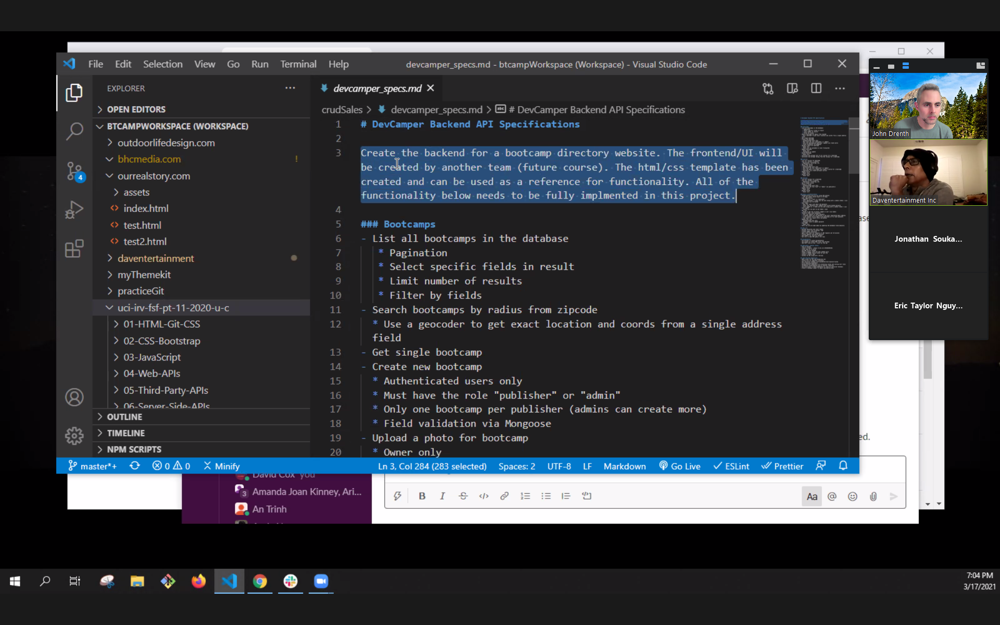 File Edit Selection View Go Run Terminal Help
devcamper_specs.md - btcampWorkspace (Workspace) - Visual Studio Code
EXPLORER
OPEN EDITORS
BTCAMPWORKSPACE (WORKSPACE)
outdoorlifedesign.com
bhcmedia.com !
ourrealstory.com
assets
index.html
test.html
test2.html
daventertainment
myThemekit
practiceGit
uci-irv-fsf-pt-11-2020-u-c
01-HTML-Git-CSS
02-CSS-Bootstrap
03-JavaScript
04-Web-APIs
05-Third-Party-APIs
06-Server-Side-APIs
OUTLINE
TIMELINE
NPM SCRIPTS
4
devcamper_specs.md
crudSales > devcamper_specs.md > # DevCamper Backend API Specifications
1 # DevCamper Backend API Specifications
2
3 Create the backend for a bootcamp directory website. The frontend/UI will
be created by another team (future course). The html/css template has been
created and can be used as a reference for functionality. All of the
functionality below needs to be fully implmented in this project.
4
5 ### Bootcamps
6 - List all bootcamps in the database
7 * Pagination
8 * Select specific fields in result
9 * Limit number of results
10 * Filter by fields
11 - Search bootcamps by radius from zipcode
12 * Use a geocoder to get exact location and coords from a single address
field
13 - Get single bootcamp
14 - Create new bootcamp
15 * Authenticated users only
16 * Must have the role "publisher" or "admin"
17 * Only one bootcamp per publisher (admins can create more)
18 * Field validation via Mongoose
19 - Upload a photo for bootcamp
20 * Owner only
master*+ 0 0 Minify Ln 3, Col 284 (283 selected) Spaces: 2 UTF-8 LF Markdown Go Live ESLint Prettier
John Drenth
Daventertainment Inc
Jonathan Souka...
Eric Taylor Nguy...
ed.
David Cox you
3 Amanda Joan Kinney, Ari...
An Trinh
B I S </> Aa @
7:04 PM
3/17/2021